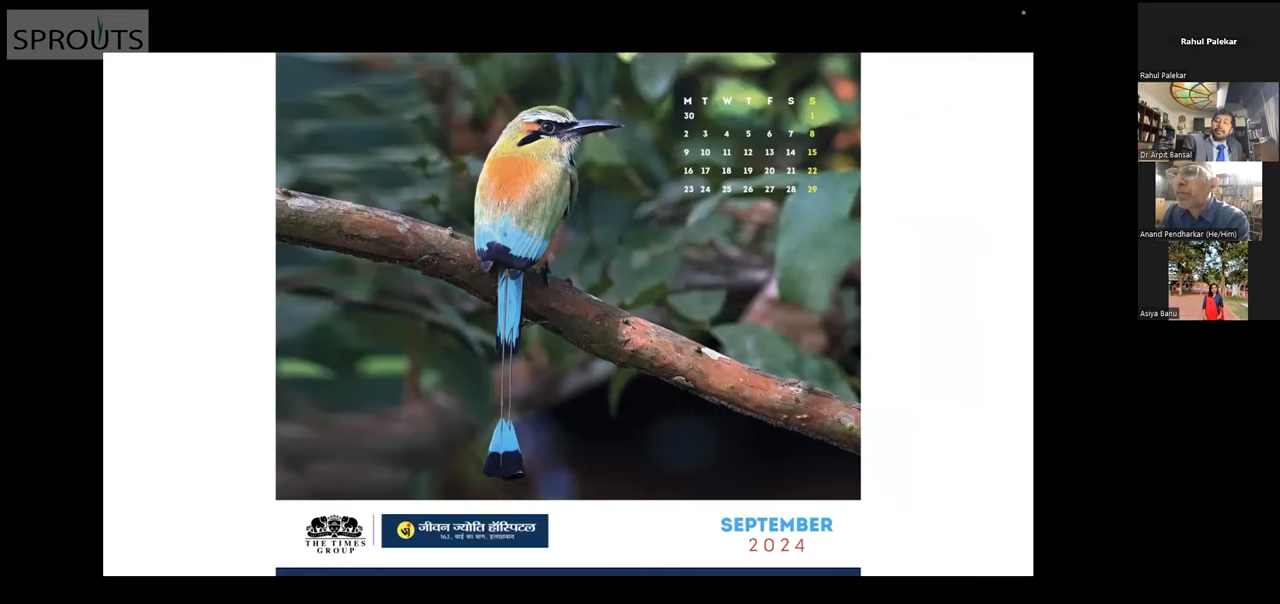 SPROUTS
M T W T F S S
30 1
2 3 4 5 6 7 8
9 10 11 12 13 14 15
16 17 18 19 20 21 22
23 24 25 26 27 28 29
THE TIMES
GROUP
जीवन ज्योति हॉस्पिटल
162, बाई का बाग, इलाहाबाद
SEPTEMBER
2024
Rahul Palekar
Rahul Palekar
Dr Arpit Bansal
Anand Pendharkar (He/Him)
Asiya Banu